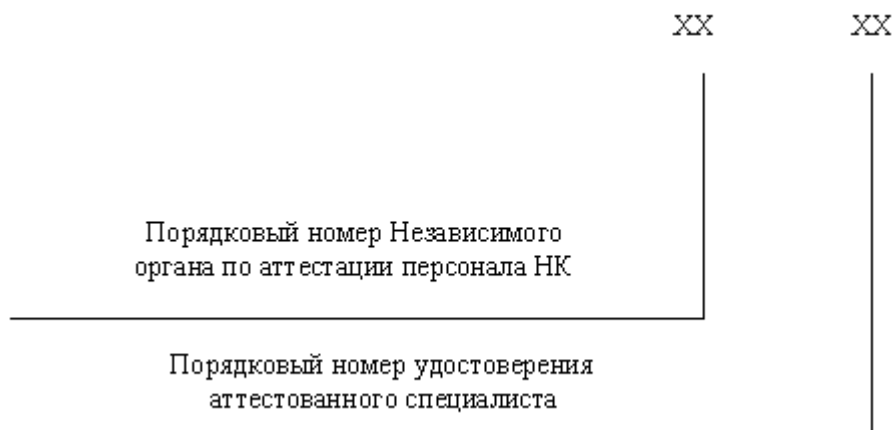 XX XX
Порядковый номер Независимого
органа по аттестации персонала НК
Порядковый номер удостоверения
аттестованного специалиста